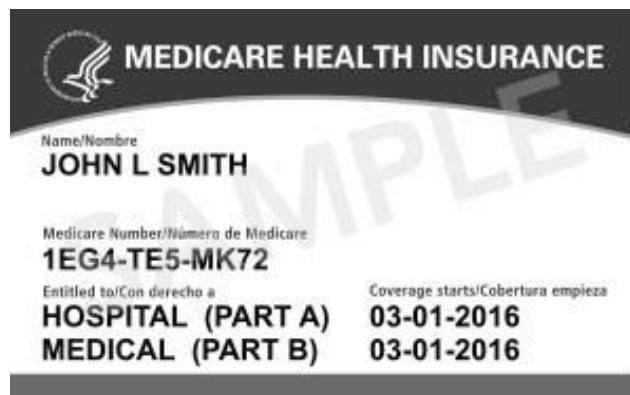 MEDICARE HEALTH INSURANCE
Name/Nombre
JOHN L SMITH
Medicare Number/Número de Medicare
1EG4-TE5-MK72
Entitled to/Con derecho a Coverage starts/Cobertura empieza
HOSPITAL (PART A) 03-01-2016
MEDICAL (PART B) 03-01-2016
SAMPLE